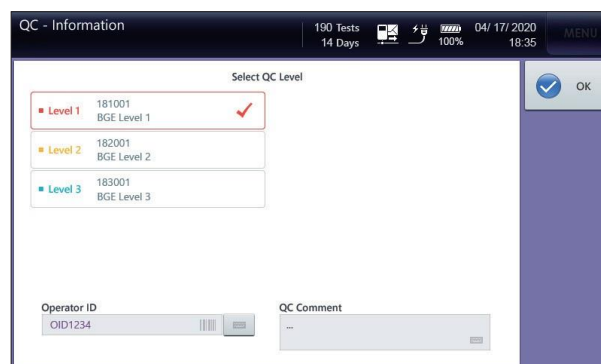 QC - Information
190 Tests
14 Days
100%
04/ 17/ 2020
18:35
MENU
Select QC Level
OK
Level 1
181001
BGE Level 1
Level 2
182001
BGE Level 2
Level 3
183001
BGE Level 3
Operator ID
OID1234
QC Comment
...